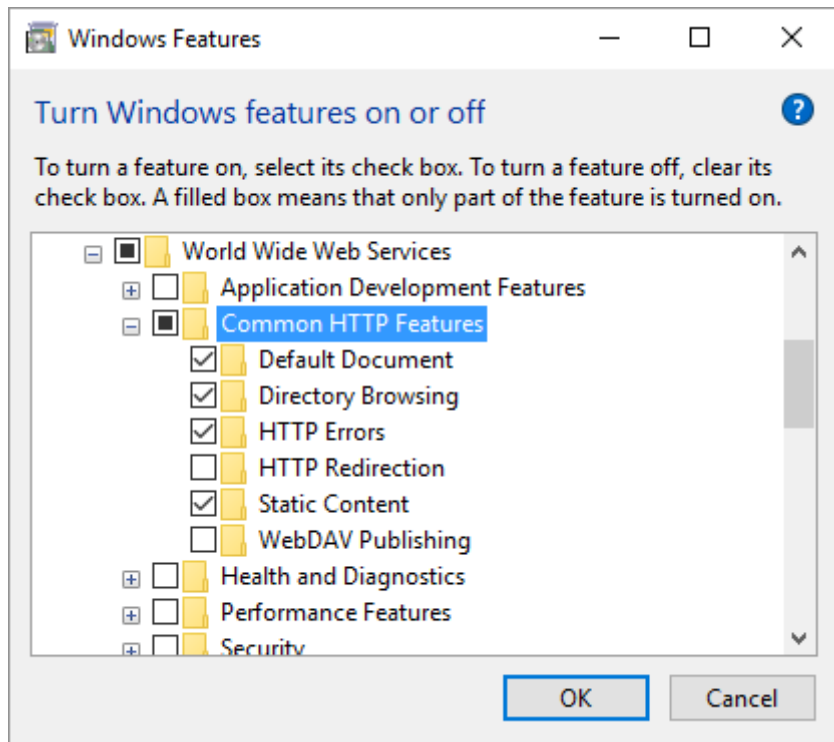 Windows Features
Turn Windows features on or off
?
To turn a feature on, select its check box. To turn a feature off, clear its
check box. A filled box means that only part of the feature is turned on.
World Wide Web Services
Application Development Features
Common HTTP Features
Default Document
Directory Browsing
HTTP Errors
HTTP Redirection
Static Content
WebDAV Publishing
Health and Diagnostics
Performance Features
Security
OK Cancel